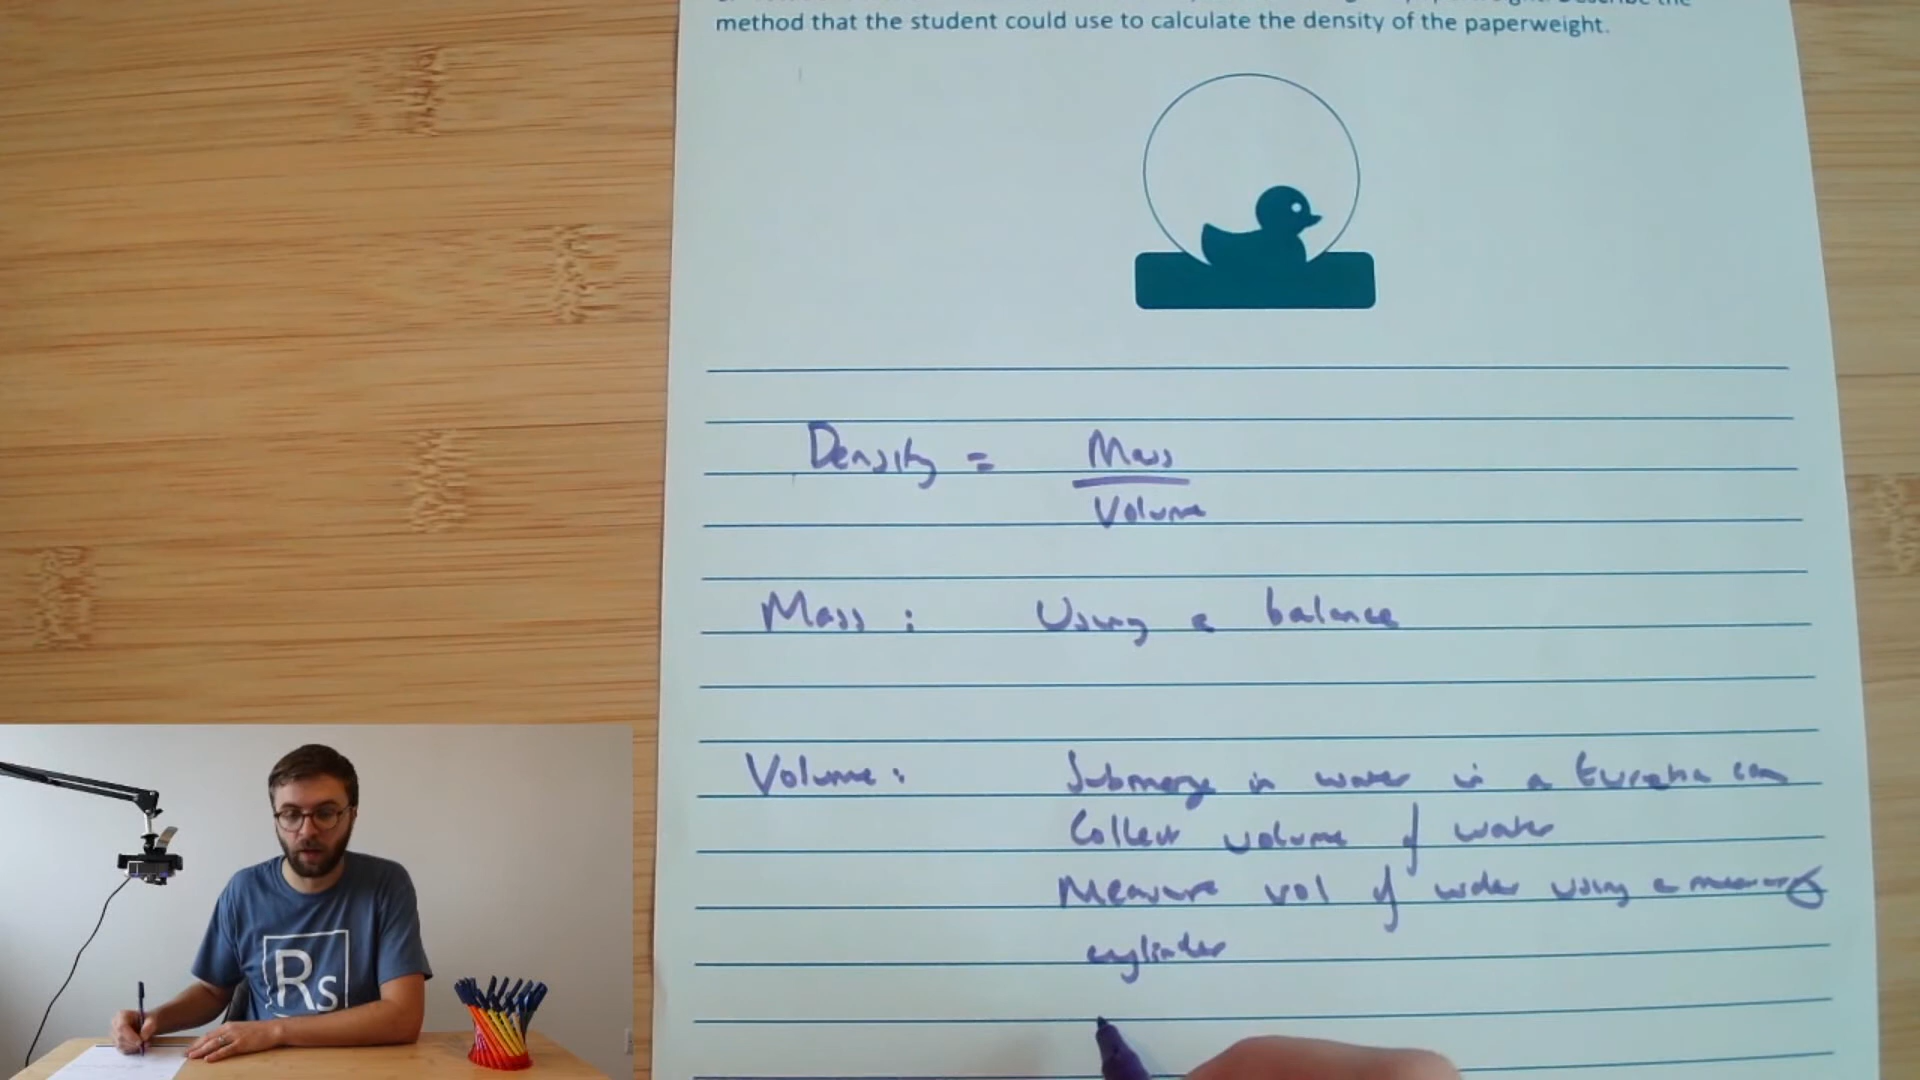 method that the student could use to calculate the density of the paperweight.
Density = Mass
Volume
Mass : Using a balance
Volume : Submerge in water in a Eureka can
Collect volume of water
Measure vol of water using a measuring
cylinder
Rs